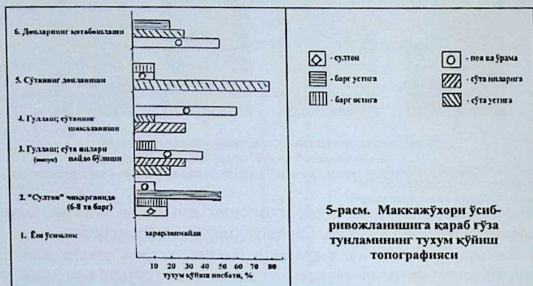 6. Донларнинг қотабошлаши
5. Сўтанинг донланиши
4. Гуллаш; сўтанинг
шаклланиши
3. Гуллаш; сўта иплари
пайдо бўлиши
2. "Султон" чиқарганида
(6-8 та барг)
1. Ёш ўсимлик
зарарланмайди
10 20 30 40 50 60 70 80
тухум қўйиш нисбати, %
- султон
- барг устига
- барг остига
- поя ва ўрама
- сўта ипларига
- сўта устига
5-расм. Маккажўхори ўсиб-
ривожланишига қараб ғўза
тунламининг тухум қўйиш
топографияси